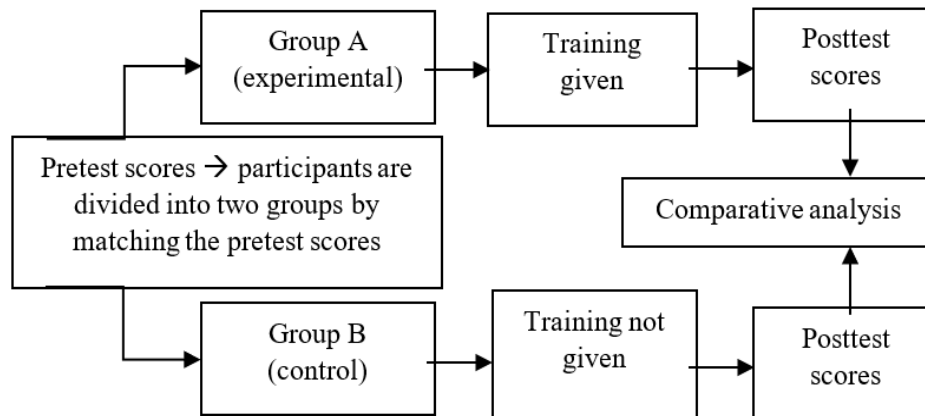 Group A
(experimental)
Training
given
Posttest
scores
Pretest scores → participants are
divided into two groups by
matching the pretest scores
Comparative analysis
Group B
(control)
Training not
given
Posttest
scores